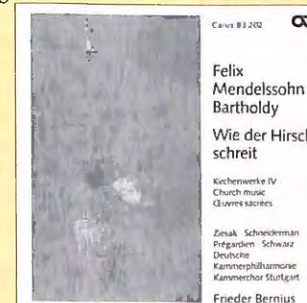 Carus 83.202
Felix
Mendelssohn
Bartholdy
Wie der Hirsch
schreit
Kirchenwerke IV
Church music
Œuvres sacrées
Ziesak Schneiderman
Prégardien Schwarz
Deutsche
Kammerphilharmonie
Kammerchor Stuttgart
Frieder Bernius